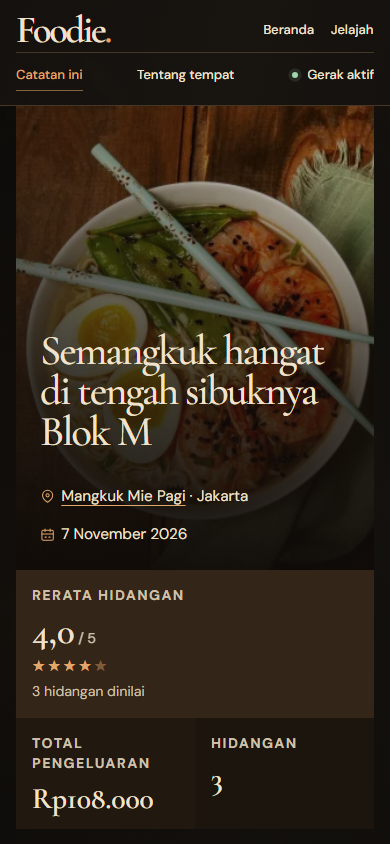 Foodie.
Beranda Jelajah
Catatan ini Tentang tempat Gerak aktif
Semangkuk hangat
di tengah sibuknya
Blok M
Mangkuk Mie Pagi · Jakarta
7 November 2026
RERATA HIDANGAN
4,0 / 5
★★★★★
3 hidangan dinilai
TOTAL
PENGELUARAN
Rp108.000
HIDANGAN
3